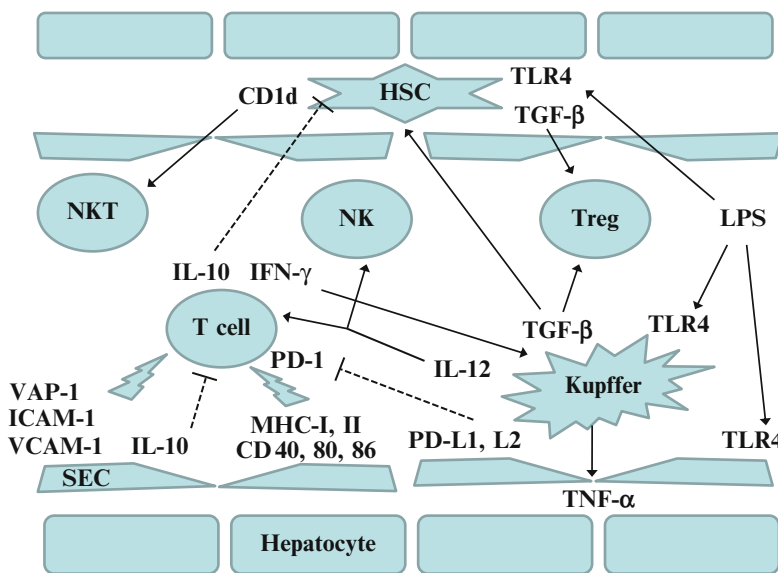 TLR4
CD1d
HSC
TGF-β
NKT
NK
Treg
LPS
IL-10 IFN-γ
T cell
TGF-β
TLR4
PD-1
IL-12
Kupffer
VAP-1
ICAM-1
VCAM-1
IL-10
MHC-I, II
CD40, 80, 86
PD-L1, L2
TLR4
SEC
TNF-α
Hepatocyte